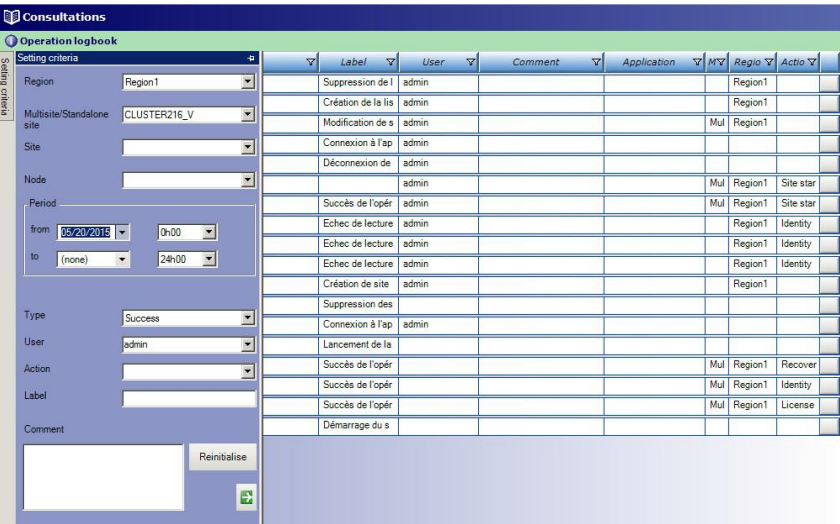 Consultations
Operation logbook
Setting criteria
Setting criteria
Region Region1
Multisite/Standalone site CLUSTER216_V
Site
Node
Period
from 05/20/2015 0h00
to (none) 24h00
Type Success
User admin
Action
Label
Comment
Reinitialise
Label User Comment Application M Regio Actio
Suppression de l admin Region1
Création de la lis admin Region1
Modification de s admin Mul Region1
Connexion à l'ap admin
Déconnexion de admin
admin Mul Region1 Site star
Succès de l'opér admin Mul Region1 Site star
Echec de lecture admin Region1 Identity
Echec de lecture admin Region1 Identity
Echec de lecture admin Region1 Identity
Création de site admin Region1
Suppression des
Connexion à l'ap admin
Lancement de la
Succès de l'opér Mul Region1 Recover
Succès de l'opér Mul Region1 Identity
Succès de l'opér Mul Region1 License
Démarrage du s